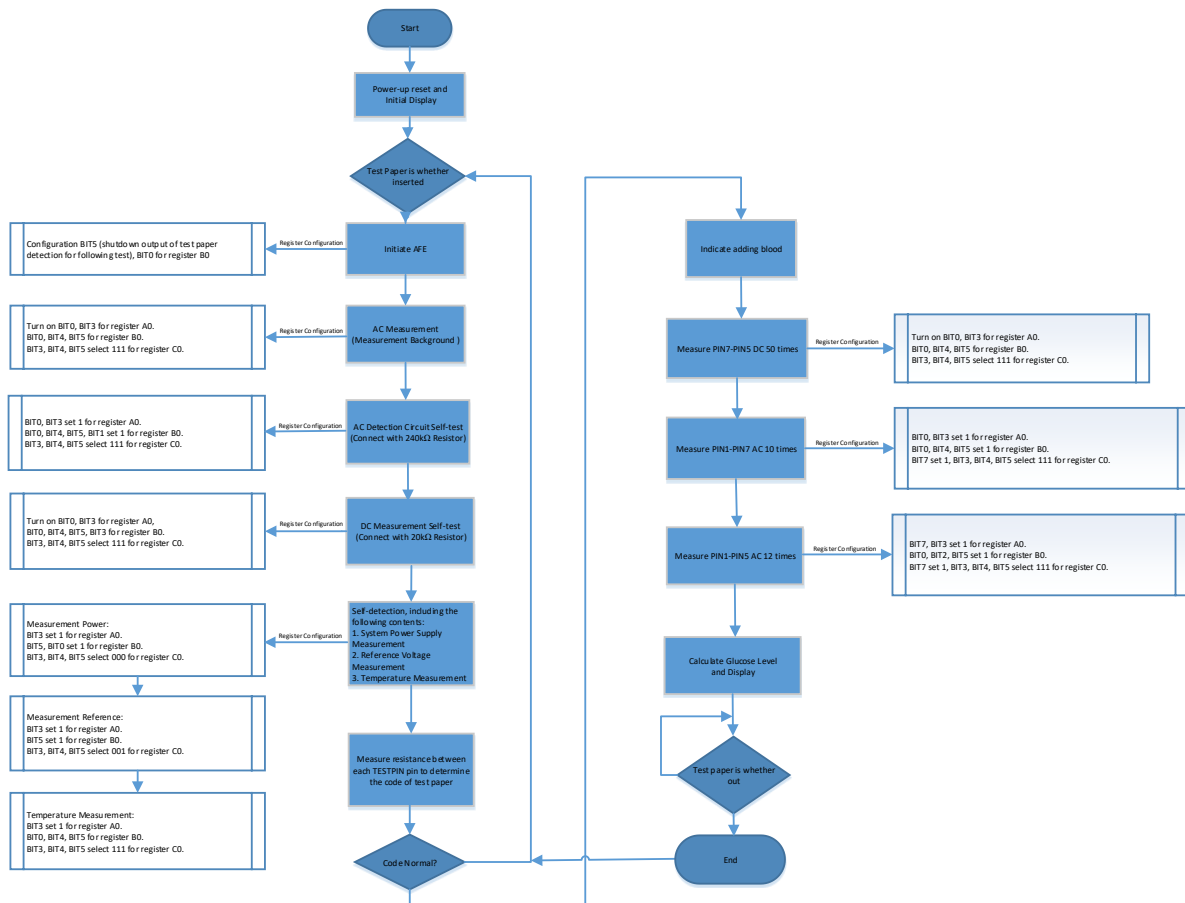 Start
Power-up reset and
Initial Display
Test Paper is whether
inserted
Initiate AFE
Register Configuration
Configuration BIT5 (shutdown output of test paper
detection for following test), BIT0 for register B0
AC Measurement
(Measurement Background )
Register Configuration
Turn on BIT0, BIT3 for register A0.
BIT0, BIT4, BIT5 for register B0.
BIT3, BIT4, BIT5 select 111 for register C0.
AC Detection Circuit Self-test
(Connect with 240kΩ Resistor)
Register Configuration
BIT0, BIT3 set 1 for register A0.
BIT0, BIT4, BIT5, BIT1 set 1 for register B0.
BIT3, BIT4, BIT5 select 111 for register C0.
DC Measurement Self-test
(Connect with 20kΩ Resistor)
Register Configuration
Turn on BIT0, BIT3 for register A0,
BIT0, BIT4, BIT5, BIT3 for register B0.
BIT3, BIT4, BIT5 select 111 for register C0.
Self-detection, including the
following contents:
1. System Power Supply
Measurement
2. Reference Voltage
Measurement
3. Temperature Measurement
Register Configuration
Measurement Power:
BIT3 set 1 for register A0.
BIT5, BIT0 set 1 for register B0.
BIT3, BIT4, BIT5 select 000 for register C0.
Measurement Reference:
BIT3 set 1 for register A0.
BIT5 set 1 for register B0.
BIT3, BIT4, BIT5 select 001 for register C0.
Temperature Measurement:
BIT3 set 1 for register A0.
BIT0, BIT4, BIT5 for register B0.
BIT3, BIT4, BIT5 select 111 for register C0.
Measure resistance between
each TESTPIN pin to determine
the code of test paper
Code Normal?
Indicate adding blood
Measure PIN7-PIN5 DC 50 times
Register Configuration
Turn on BIT0, BIT3 for register A0.
BIT0, BIT4, BIT5 for register B0.
BIT3, BIT4, BIT5 select 111 for register C0.
Measure PIN1-PIN7 AC 10 times
Register Configuration
BIT0, BIT3 set 1 for register A0.
BIT0, BIT4, BIT5 set 1 for register B0.
BIT7 set 1, BIT3, BIT4, BIT5 select 111 for register C0.
Measure PIN1-PIN5 AC 12 times
Register Configuration
BIT7, BIT3 set 1 for register A0.
BIT0, BIT2, BIT5 set 1 for register B0.
BIT7 set 1, BIT3, BIT4, BIT5 select 111 for register C0.
Calculate Glucose Level
and Display
Test paper is whether
out
End